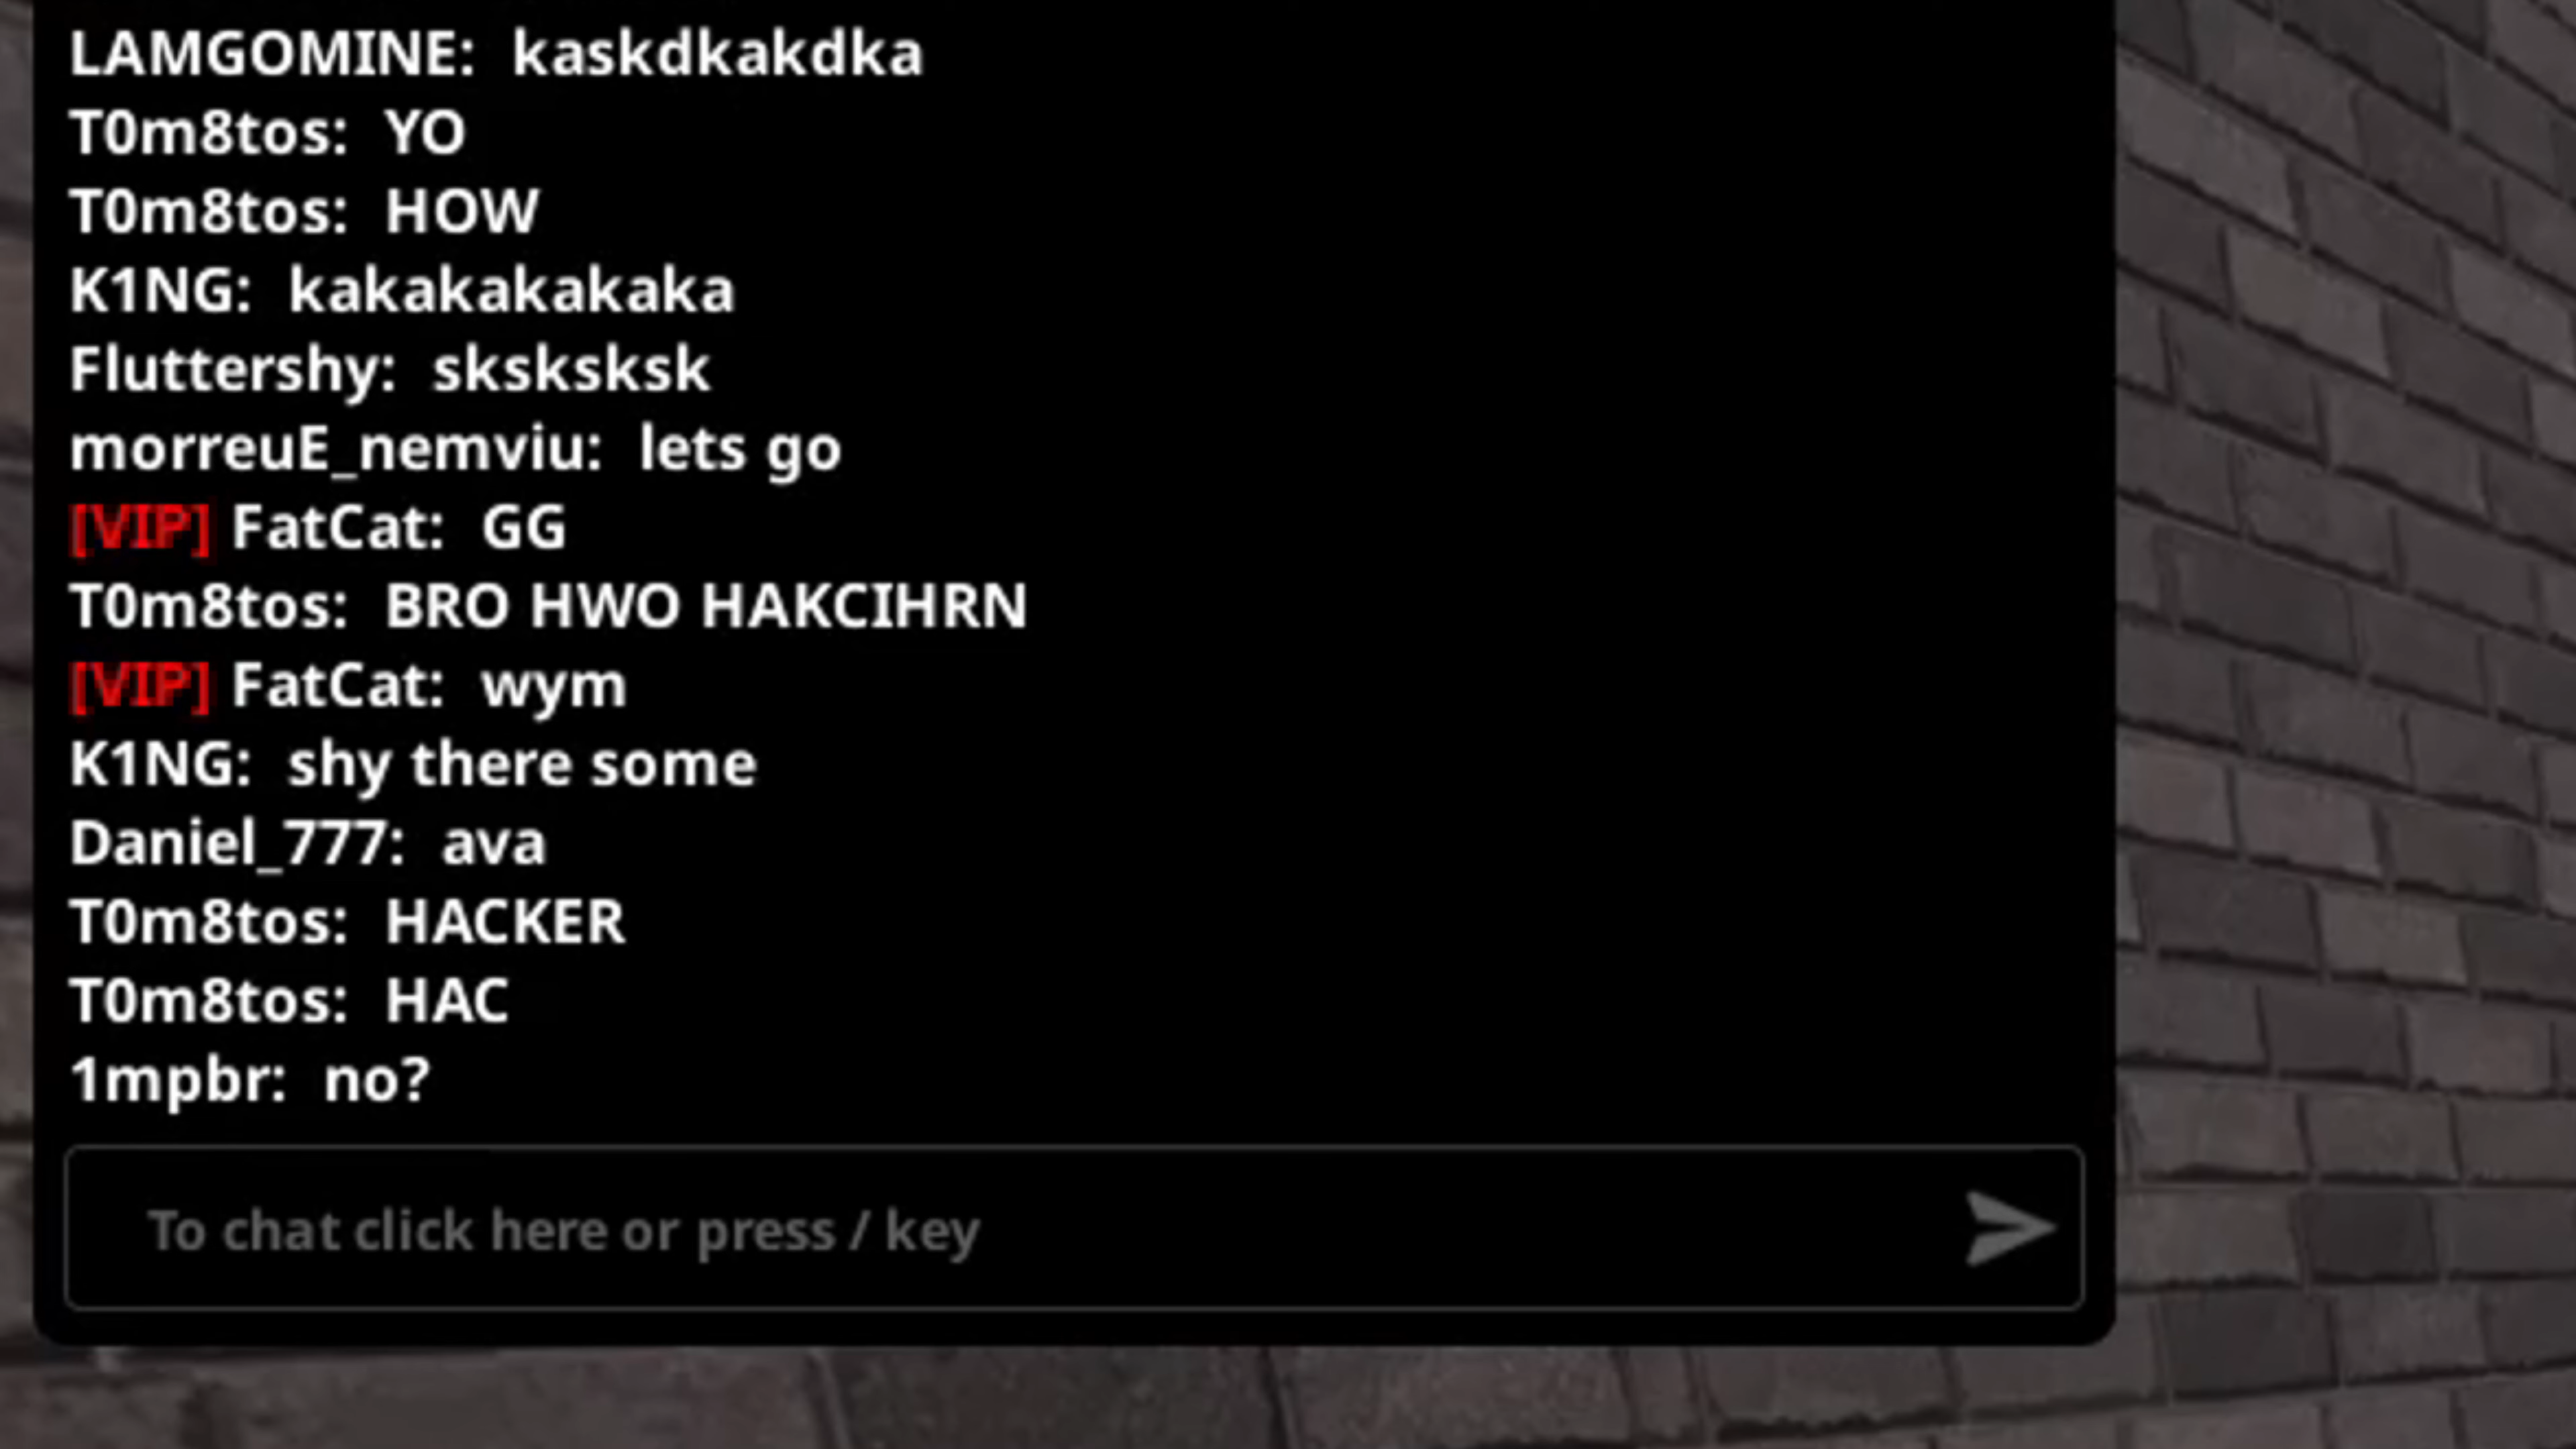 LAMGOMINE: kaskdkakdka
T0m8tos: YO
T0m8tos: HOW
K1NG: kakakakakaka
Fluttershy: sksksksk
morreuE_nemviu: lets go
[VIP] FatCat: GG
T0m8tos: BRO HWO HAKCIHRN
[VIP] FatCat: wym
K1NG: shy there some
Daniel_777: ava
T0m8tos: HACKER
T0m8tos: HAC
1mpbr: no?
To chat click here or press / key